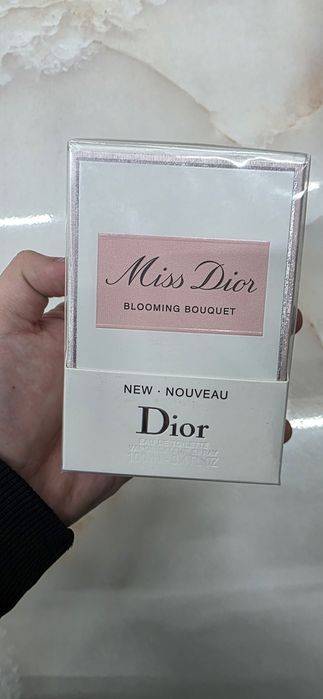 Miss Dior
BLOOMING BOUQUET
NEW · NOUVEAU
Dior
EAU DE TOILETTE